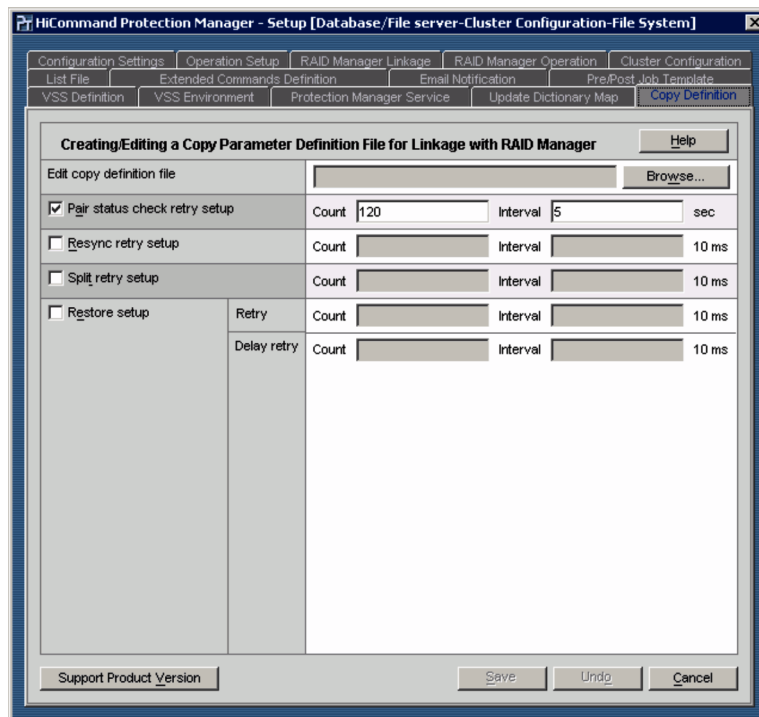 HiCommand Protection Manager - Setup [Database/File server-Cluster Configuration-File System]
Configuration Settings Operation Setup RAID Manager Linkage RAID Manager Operation Cluster Configuration
List File Extended Commands Definition Email Notification Pre/Post Job Template
VSS Definition VSS Environment Protection Manager Service Update Dictionary Map Copy Definition
Creating/Editing a Copy Parameter Definition File for Linkage with RAID Manager Help
Edit copy definition file Browse...
Pair status check retry setup Count 120 Interval 5 sec
Resync retry setup Count Interval 10 ms
Split retry setup Count Interval 10 ms
Restore setup Retry Count Interval 10 ms
Delay retry Count Interval 10 ms
Support Product Version Save Undo Cancel